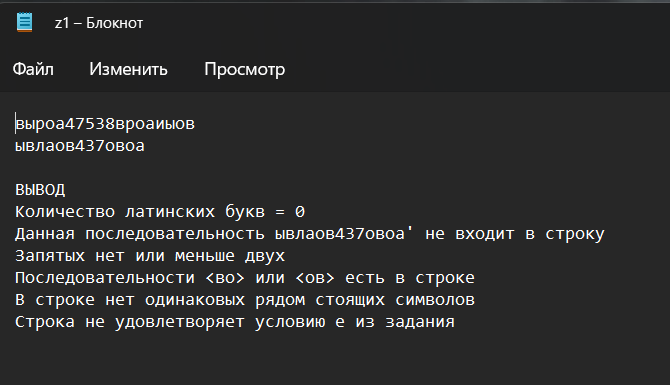 z1 – Блокнот
Файл Изменить Просмотр
выроа47538вроаиыов
ывлаов437овоа
ВЫВОД
Количество латинских букв = 0
Данная последовательность ывлаов437овоа' не входит в строку
Запятых нет или меньше двух
Последовательности <во> или <ов> есть в строке
В строке нет одинаковых рядом стоящих символов
Строка не удовлетворяет условию е из задания